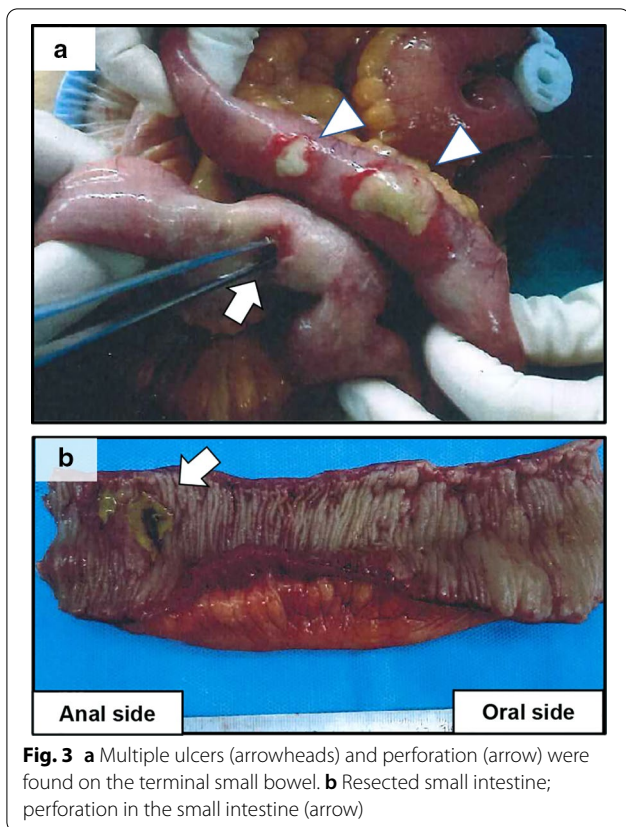 a
b
Anal side
Oral side
Fig. 3 a Multiple ulcers (arrowheads) and perforation (arrow) were
found on the terminal small bowel. b Resected small intestine;
perforation in the small intestine (arrow)